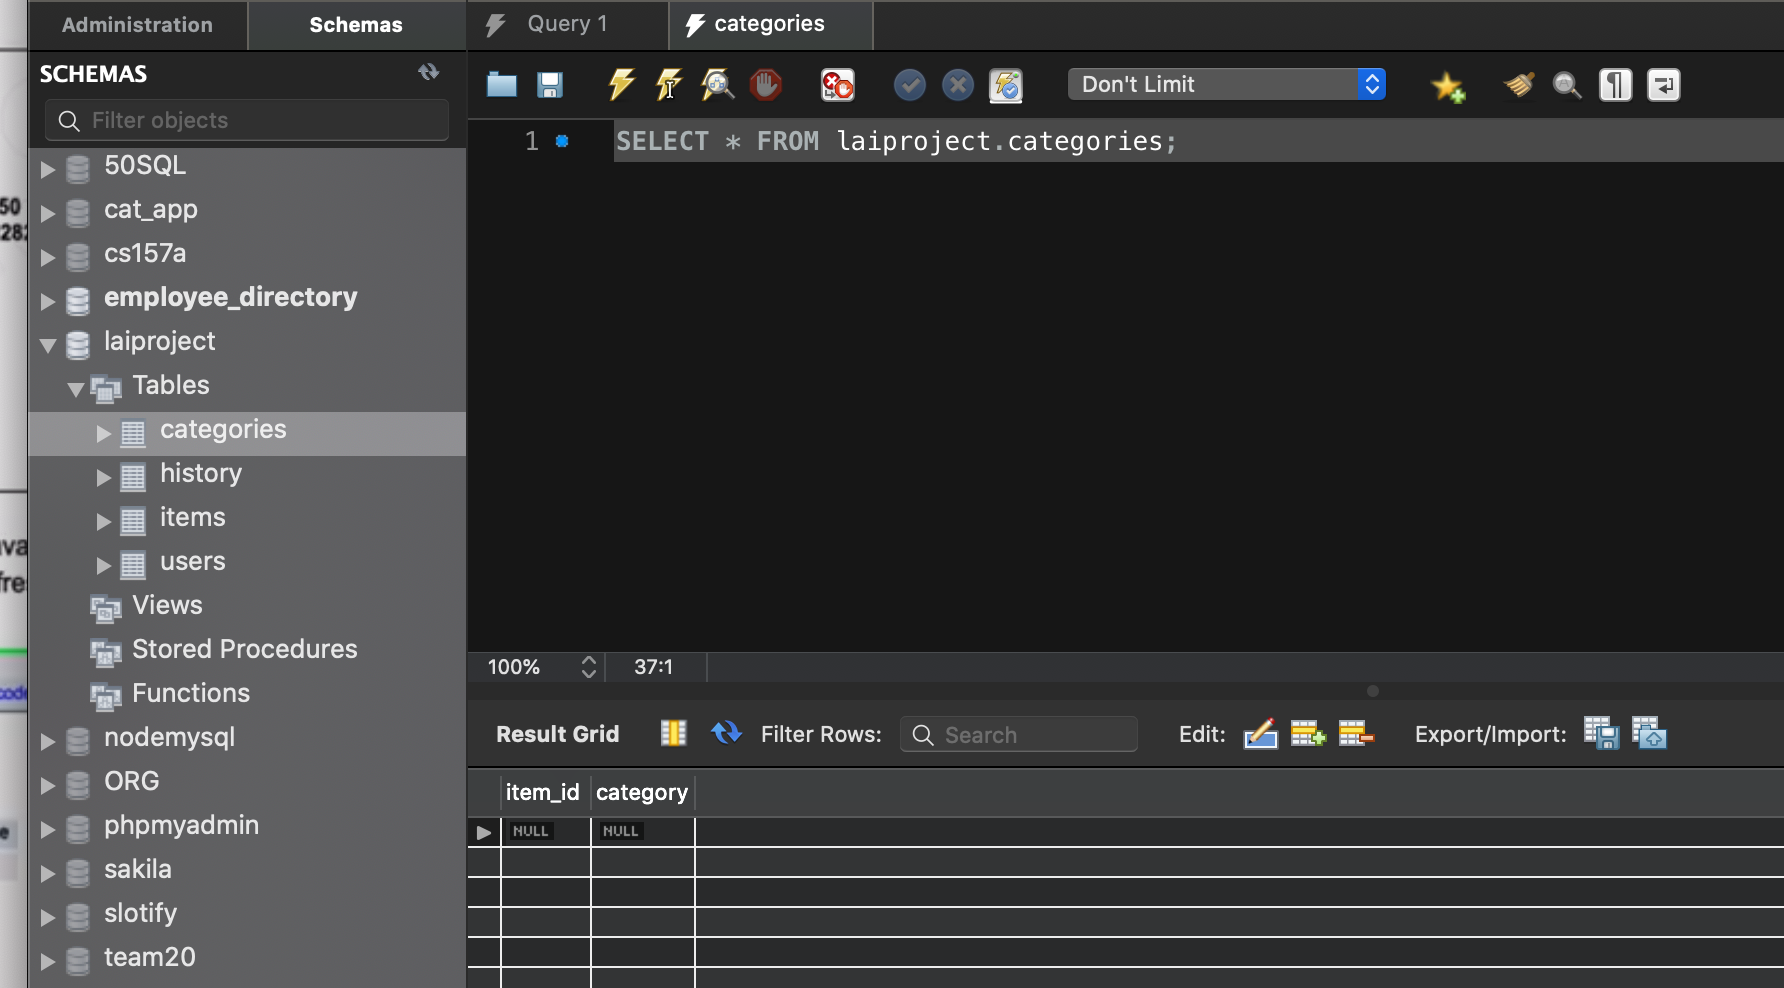 Administration
Schemas
SCHEMAS
Filter objects
50SQL
cat_app
cs157a
employee_directory
laiproject
Tables
categories
history
items
users
Views
Stored Procedures
Functions
nodemysql
ORG
phpmyadmin
sakila
slotify
team20
Query 1
categories
Don't Limit
1
SELECT * FROM laiproject.categories;
100%
37:1
Result Grid
Filter Rows:
Search
Edit:
Export/Import:
item_id
category
NULL
NULL
50